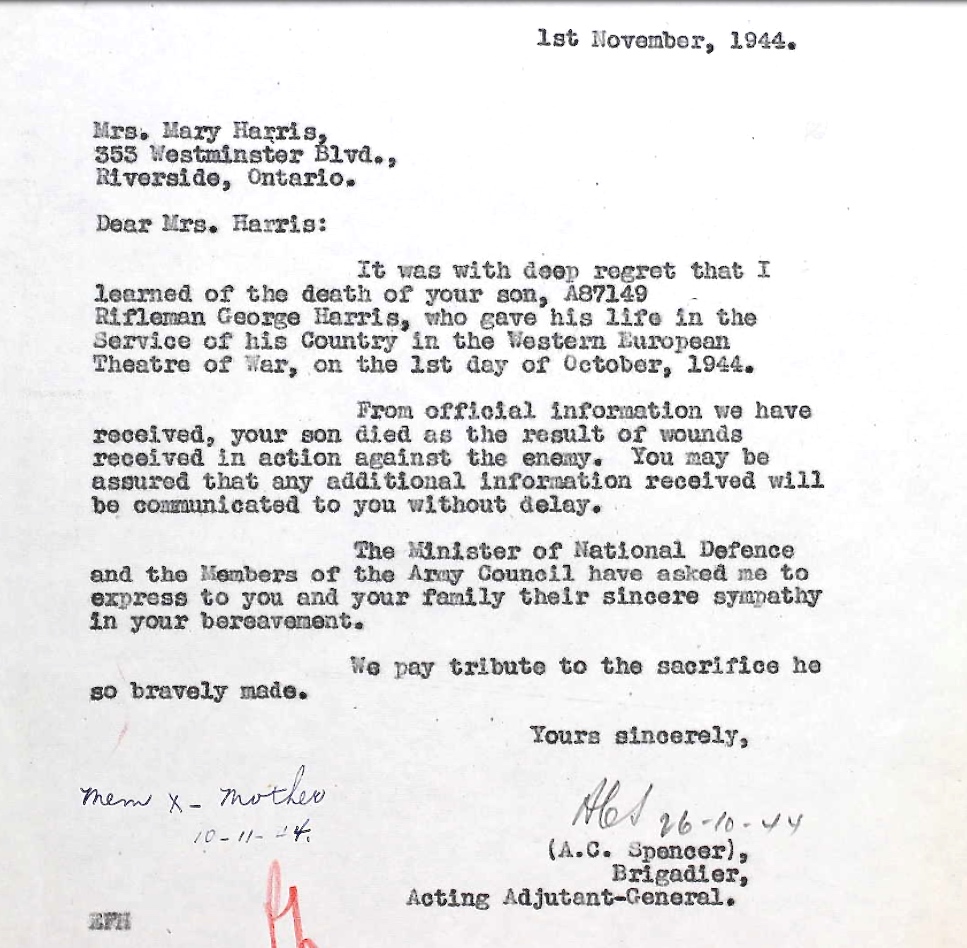 1st November, 1944.
Mrs. Mary Harris,
353 Westminster Blvd.,
Riverside, Ontario.
Dear Mrs. Harris:
It was with deep regret that I
learned of the death of your son, A87149
Rifleman George Harris, who gave his life in the
Service of his Country in the Western European
Theatre of War, on the 1st day of October, 1944.
From official information we have
received, your son died as the result of wounds
received in action against the enemy. You may be
assured that any additional information received will
be communicated to you without delay.
The Minister of National Defence
and the Members of the Army Council have asked me to
express to you and your family their sincere sympathy
in your bereavement.
We pay tribute to the sacrifice he
so bravely made.
Yours sincerely,
Mem X - Mother
10-11-44.
ACS 26-10-44
(A.C. Spencer),
Brigadier,
Acting Adjutant-General.